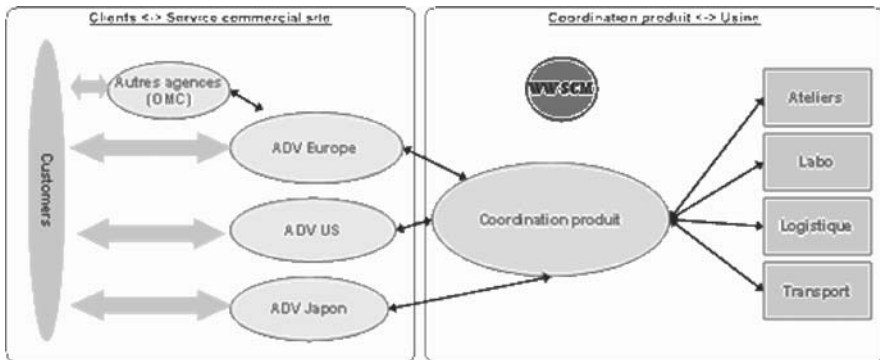 Clients <-> Service commercial site
Coordination produit <-> Usine
Customers
Autres agences
(OMC)
ADV Europe
ADV US
ADV Japon
WW SCM
Coordination produit
Ateliers
Labo
Logistique
Transport